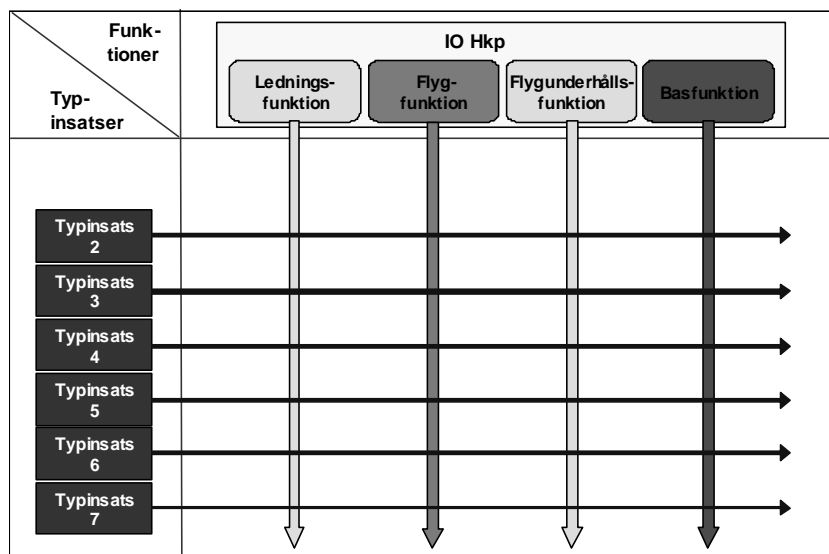 Funk-
tioner
Typ-
insatser
IO Hkp
Lednings-
funktion
Flyg-
funktion
Flygunderhålls-
funktion
Basfunktion
Typinsats
2
Typinsats
3
Typinsats
4
Typinsats
5
Typinsats
6
Typinsats
7